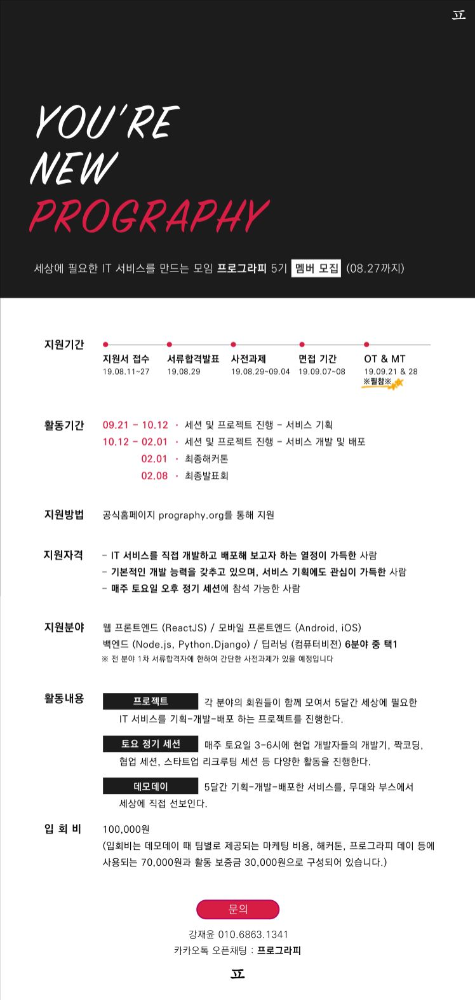 프
YOU'RE
NEW
PROGRAPHY
세상에 필요한 IT 서비스를 만드는 모임 프로그라피 5기 멤버 모집 (08.27까지)
지원기간
지원서 접수 서류합격발표 사전과제 면접 기간 OT & MT
19.08.11~27 19.08.29 19.08.29~09.04 19.09.07~08 19.09.21 & 28
※필참※
활동기간 09.21 - 10.12 · 세션 및 프로젝트 진행 - 서비스 기획
10.12 - 02.01 · 세션 및 프로젝트 진행 - 서비스 개발 및 배포
02.01 · 최종해커톤
02.08 · 최종발표회
지원방법 공식홈페이지 prography.org를 통해 지원
지원자격 - IT 서비스를 직접 개발하고 배포해 보고자 하는 열정이 가득한 사람
- 기본적인 개발 능력을 갖추고 있으며, 서비스 기획에도 관심이 가득한 사람
- 매주 토요일 오후 정기 세션에 참석 가능한 사람
지원분야 웹 프론트엔드 (ReactJS) / 모바일 프론트엔드 (Android, iOS)
백엔드 (Node.js, Python.Django) / 딥러닝 (컴퓨터비젼) 6분야 중 택1
※ 전 분야 1차 서류합격자에 한하여 간단한 사전과제가 있을 예정입니다
활동내용 프로젝트 각 분야의 회원들이 함께 모여서 5달간 세상에 필요한
IT 서비스를 기획-개발-배포 하는 프로젝트를 진행한다.
토요 정기 세션 매주 토요일 3-6시에 현업 개발자들의 개발기, 짝코딩,
협업 세션, 스타트업 리크루팅 세션 등 다양한 활동을 진행한다.
데모데이 5달간 기획-개발-배포한 서비스를, 무대와 부스에서
세상에 직접 선보인다.
입 회 비 100,000원
(입회비는 데모데이 때 팀별로 제공되는 마케팅 비용, 해커톤, 프로그라피 데이 등에
사용되는 70,000원과 활동 보증금 30,000원으로 구성되어 있습니다.)
문의
강재윤 010.6863.1341
카카오톡 오픈채팅 : 프로그라피
프